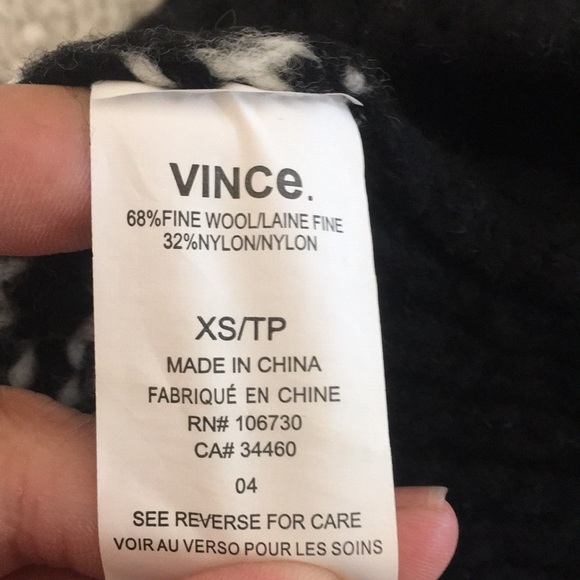 VINCe.
68%FINE WOOL/LAINE FINE
32%NYLON/NYLON
XS/TP
MADE IN CHINA
FABRIQUÉ EN CHINE
RN# 106730
CA# 34460
04
SEE REVERSE FOR CARE
VOIR AU VERSO POUR LES SOINS